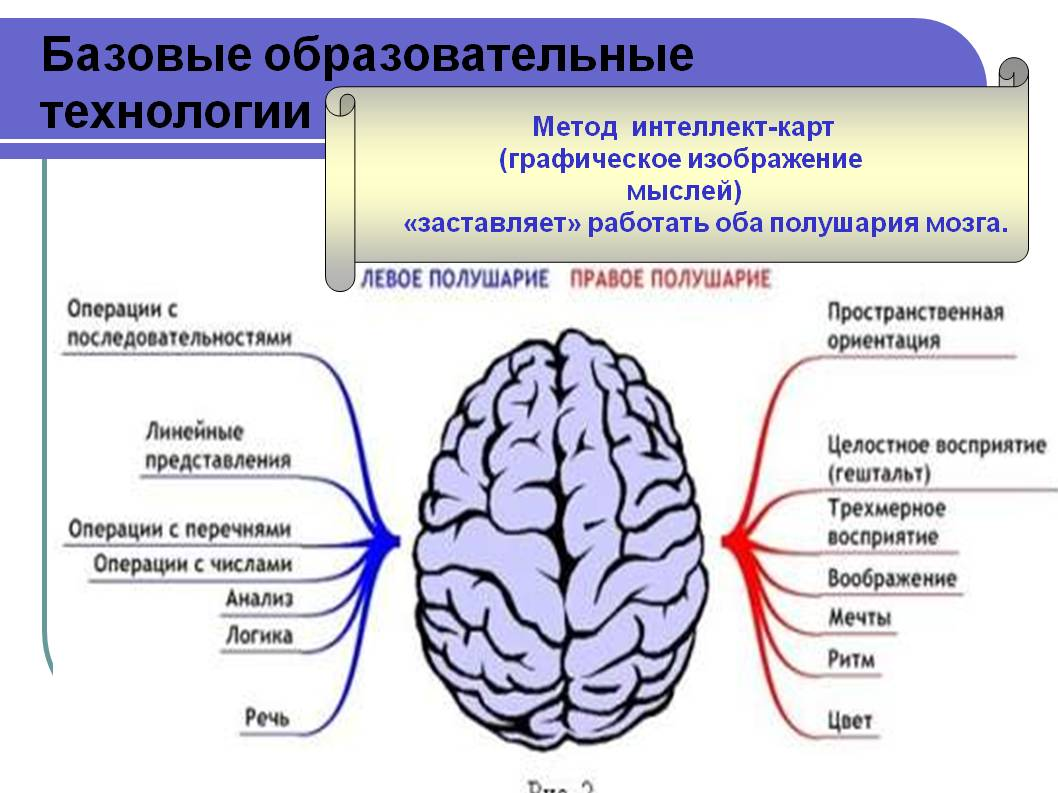 Базовые образовательные
технологии
Метод интеллект-карт
(графическое изображение
мыслей)
«заставляет» работать оба полушария мозга.
ЛЕВОЕ ПОЛУШАРИЕ ПРАВОЕ ПОЛУШАРИЕ
Операции с
последовательностями
Линейные
представления
Операции с перечнями
Операции с числами
Анализ
Логика
Речь
Пространственная
ориентация
Целостное восприятие
(гештальт)
Трехмерное
восприятие
Воображение
Мечты
Ритм
Цвет